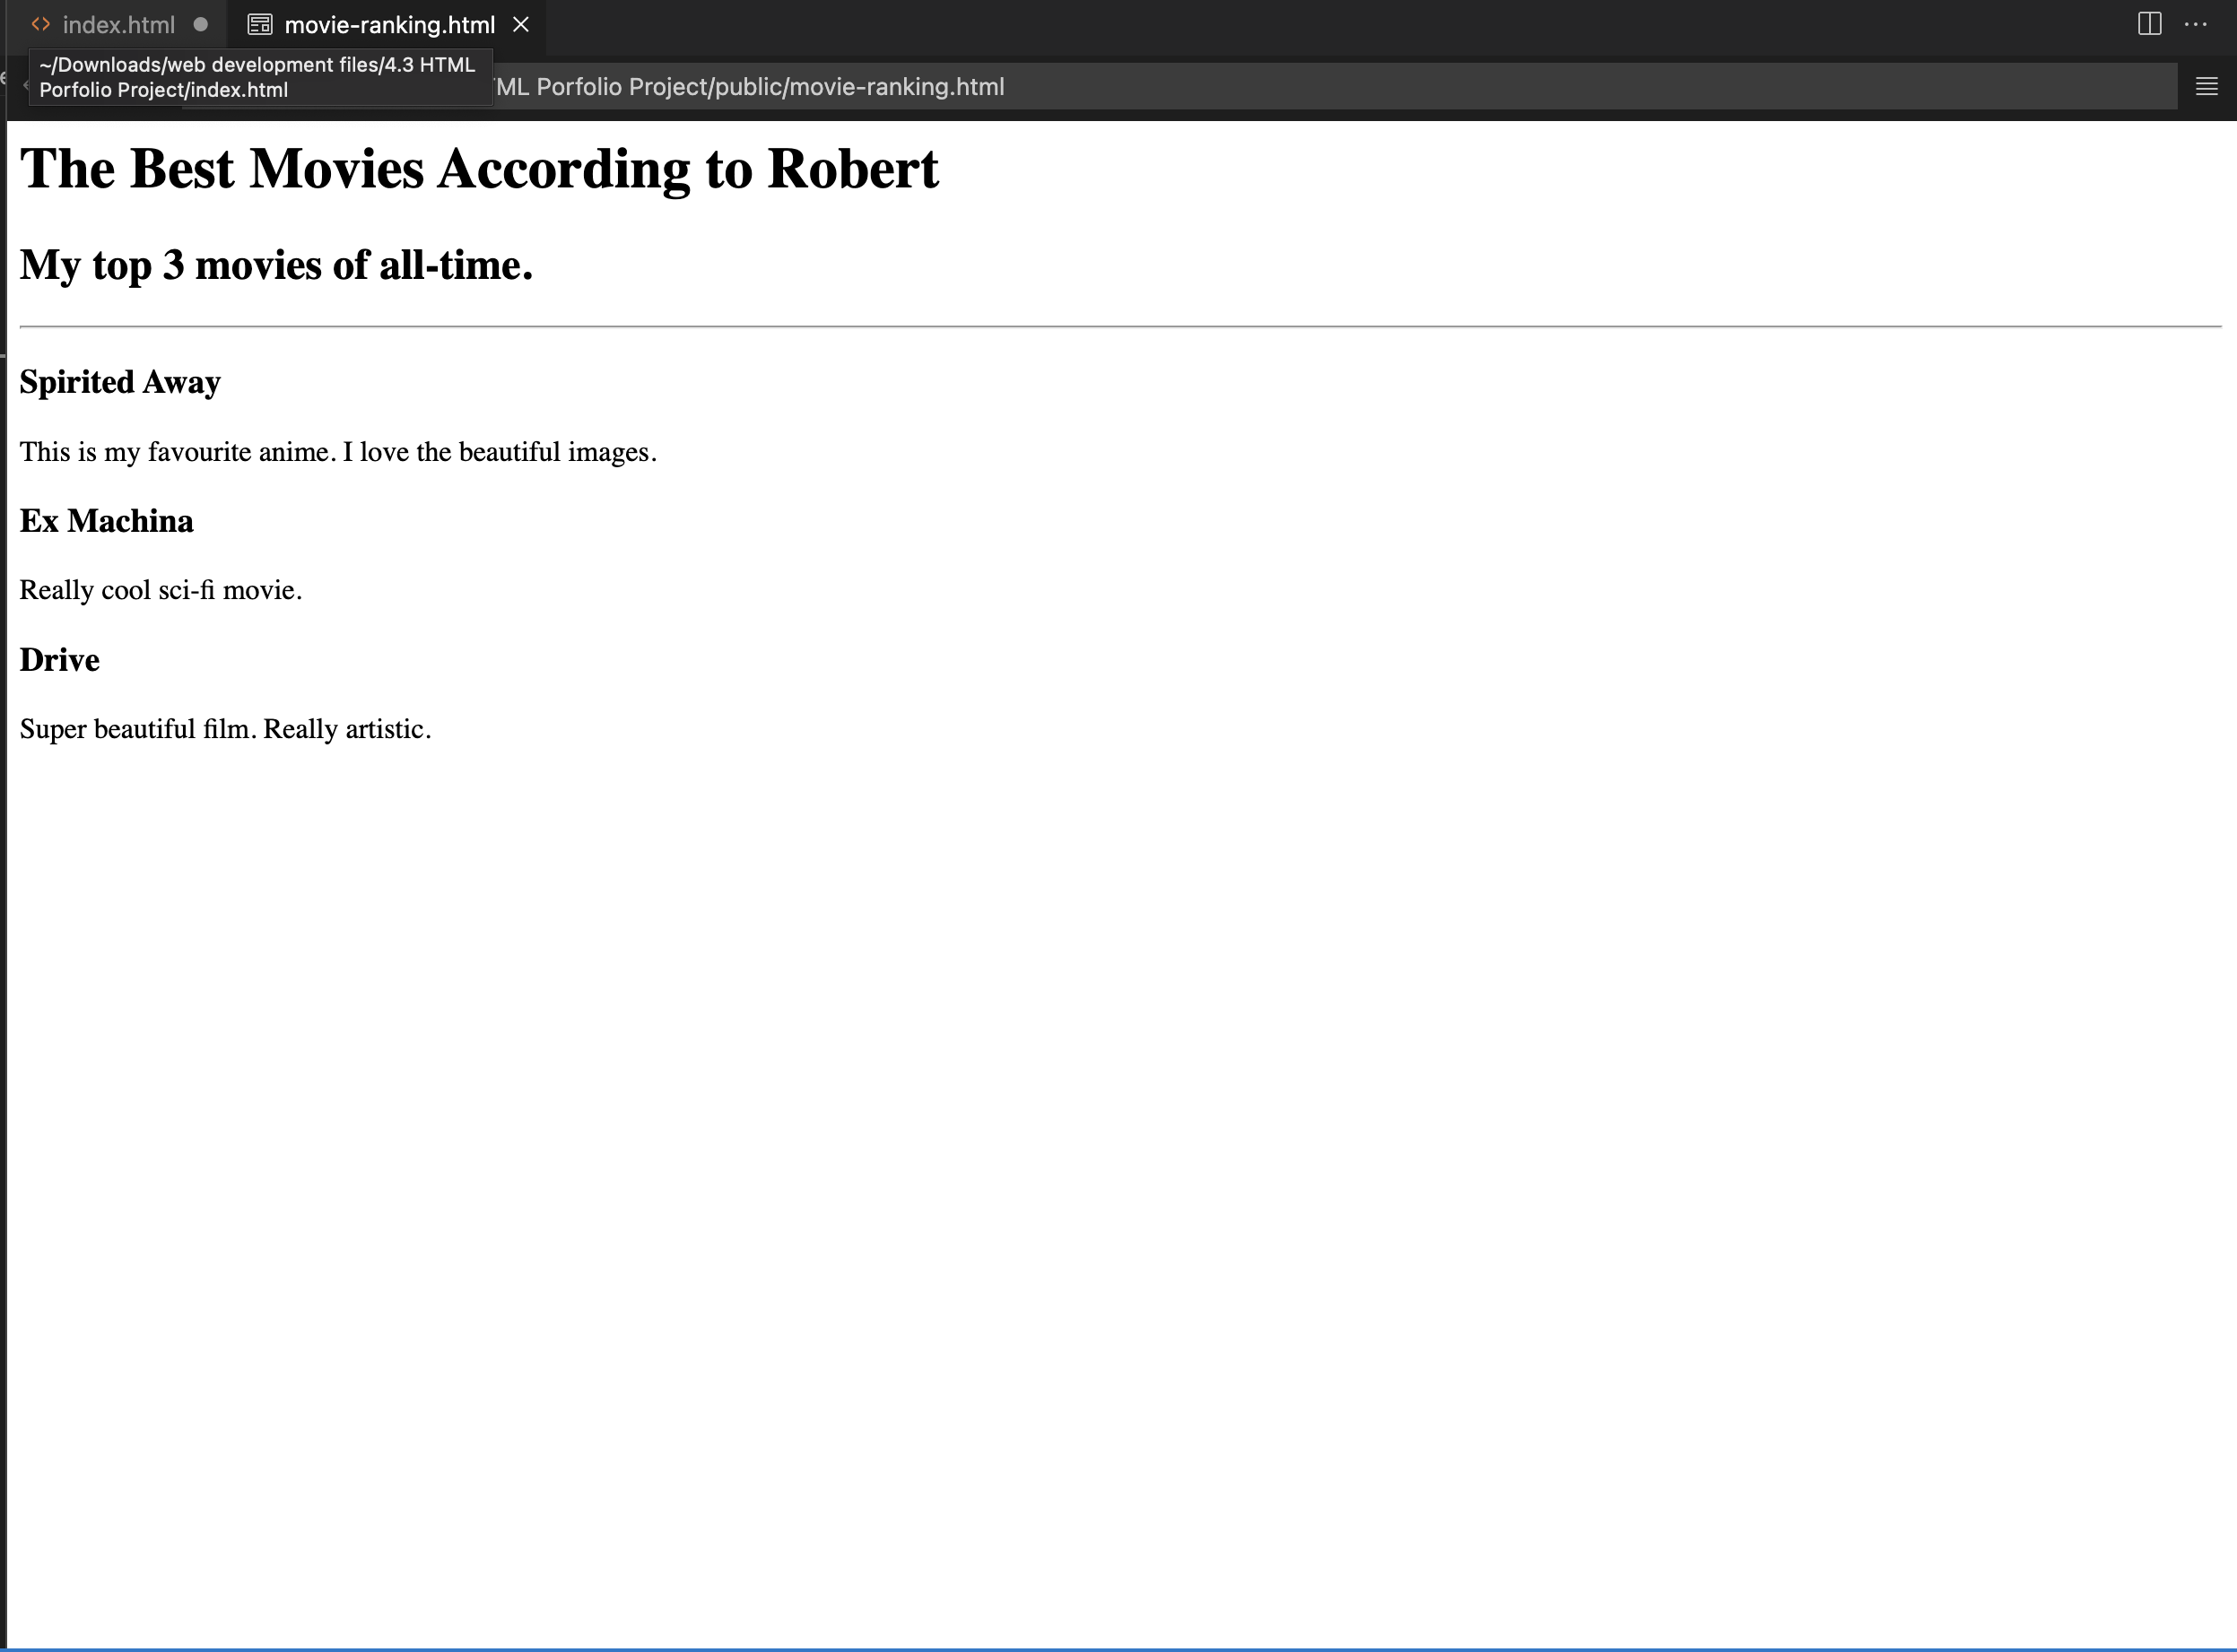 index.html
movie-ranking.html
~/Downloads/web development files/4.3 HTML
Porfolio Project/index.html
ML Porfolio Project/public/movie-ranking.html
The Best Movies According to Robert
My top 3 movies of all-time.
Spirited Away
This is my favourite anime. I love the beautiful images.
Ex Machina
Really cool sci-fi movie.
Drive
Super beautiful film. Really artistic.